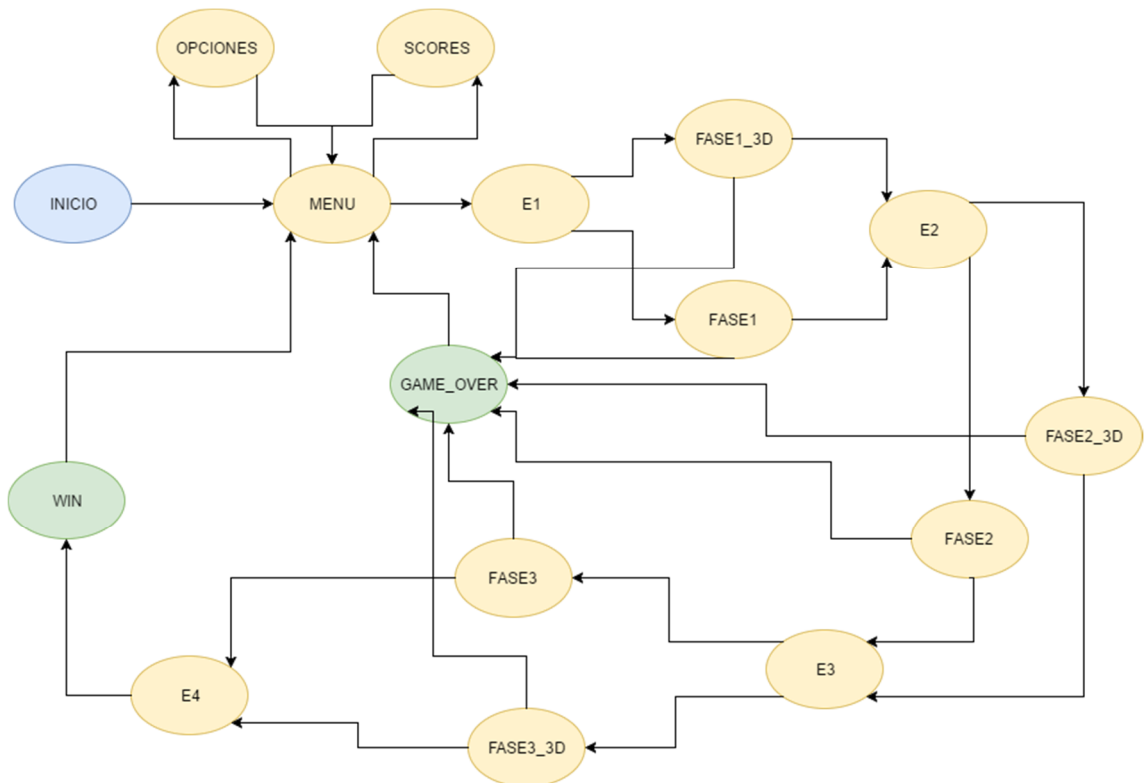 OPCIONES
SCORES
FASE1_3D
INICIO
MENU
E1
E2
FASE1
GAME_OVER
FASE2_3D
WIN
FASE2
FASE3
E3
E4
FASE3_3D